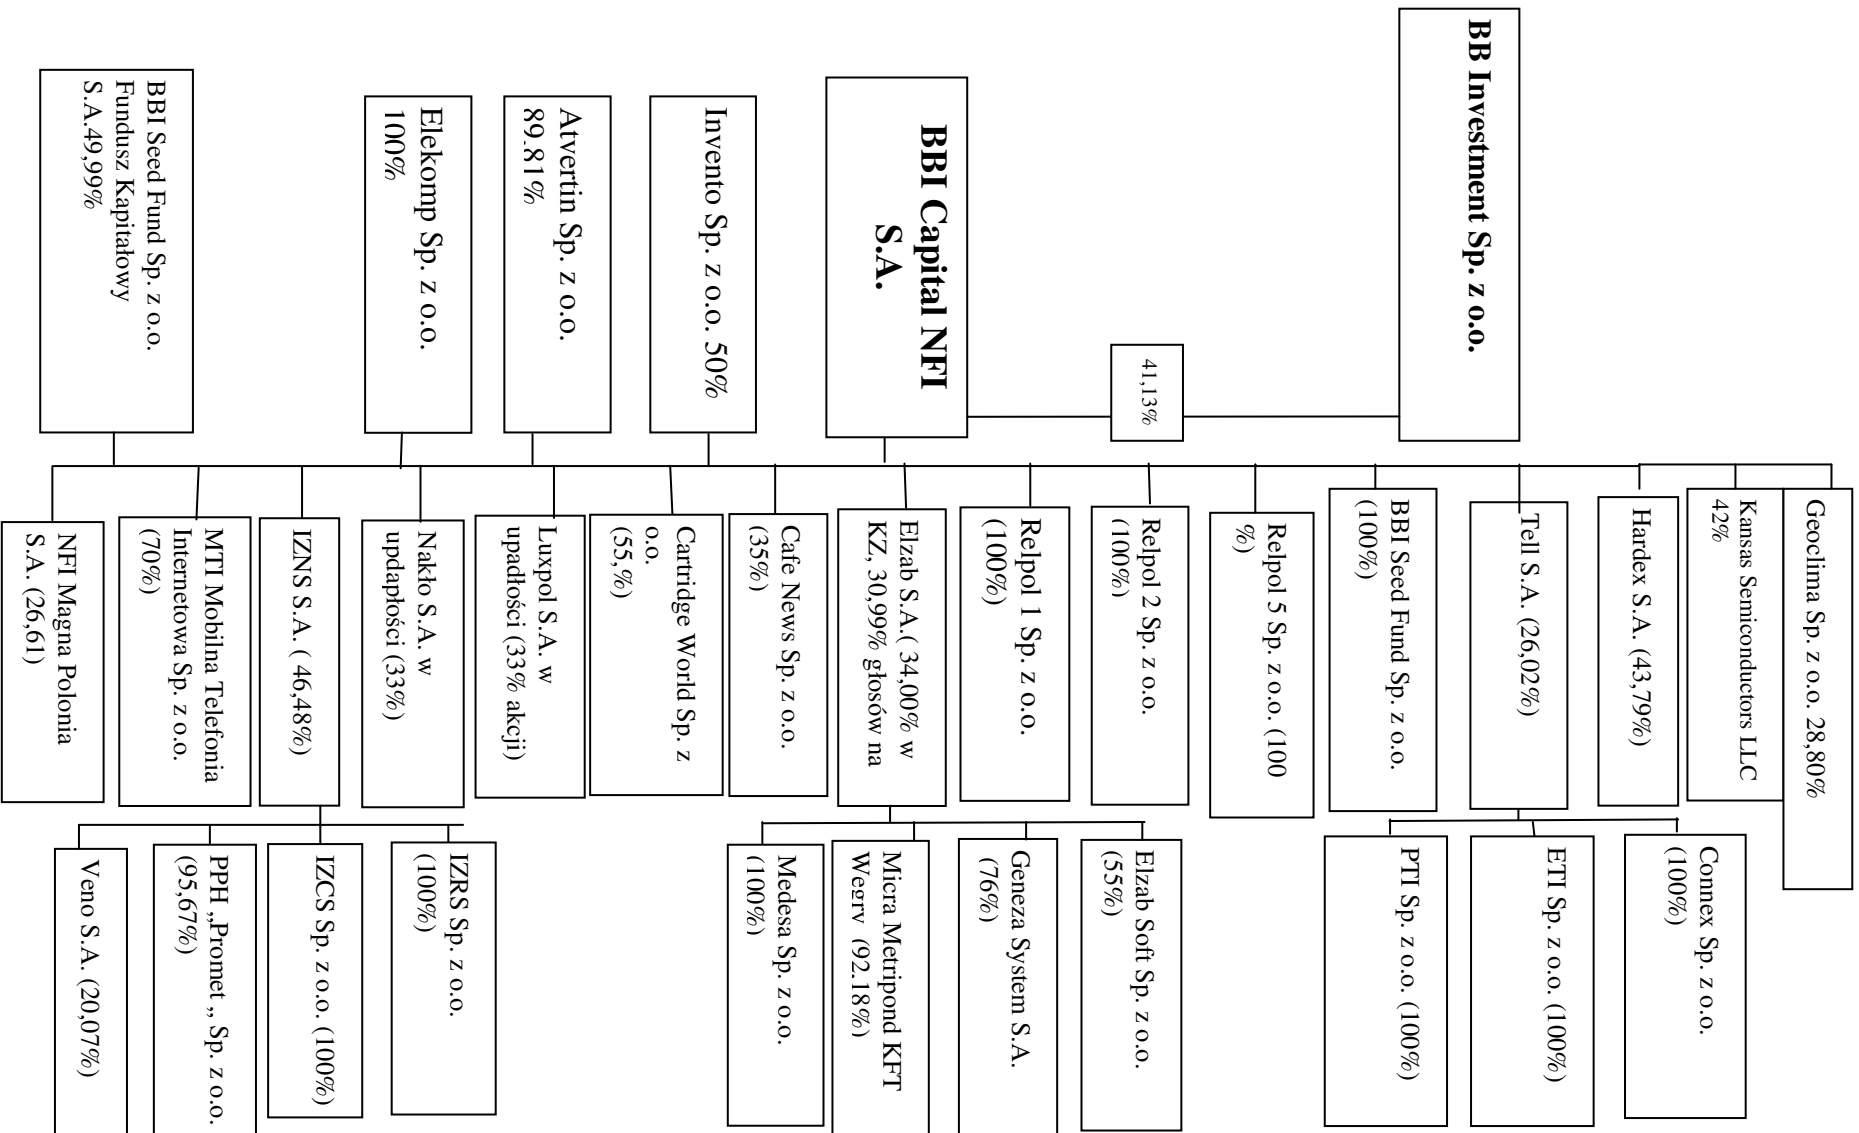 BB Investment Sp. z o.o.
41,13%
BBI Capital NFI
S.A.
Invento Sp. z o.o. 50%
Atvertin Sp. z o.o.
89.81%
Elekomp Sp. z o.o.
100%
BBI Seed Fund Sp. z o.o.
Fundusz Kapitałowy
S.A.49,99%
Geoclima Sp. z o.o. 28,80%
Kansas Semiconductors LLC
42%
Hardex S.A. (43,79%)
Tell S.A. (26,02%)
BBI Seed Fund Sp. z o.o.
(100%)
Relpol 5 Sp. z o.o. (100
%)
Relpol 2 Sp. z o.o.
(100%)
Relpol 1 Sp. z o.o.
(100%)
Elzab S.A.( 34,00% w
KZ, 30,99% głosów na
Cafe News Sp. z o.o.
(35%)
Cartridge World Sp. z
o.o.
(55,%)
Luxpol S.A. w
upadłości (33% akcji)
Nakło S.A. w
updapłości (33%)
IZNS S.A. ( 46,48%)
MTI Mobilna Telefonia
Internetowa Sp. z o.o.
(70%)
NFI Magna Polonia
S.A. (26,61)
Connex Sp. z o.o.
(100%)
ETI Sp. z o.o. (100%)
PTI Sp. z o.o. (100%)
Elzab Soft Sp. z o.o.
(55%)
Geneza System S.A.
(76%)
Micra Metripond KFT
Węgry (92.18%)
Medesa Sp. z o.o.
(100%)
IZRS Sp. z o.o.
(100%)
IZCS Sp. z o.o. (100%)
PPH „Promet „ Sp. z o.o.
(95,67%)
Veno S.A. (20,07%)